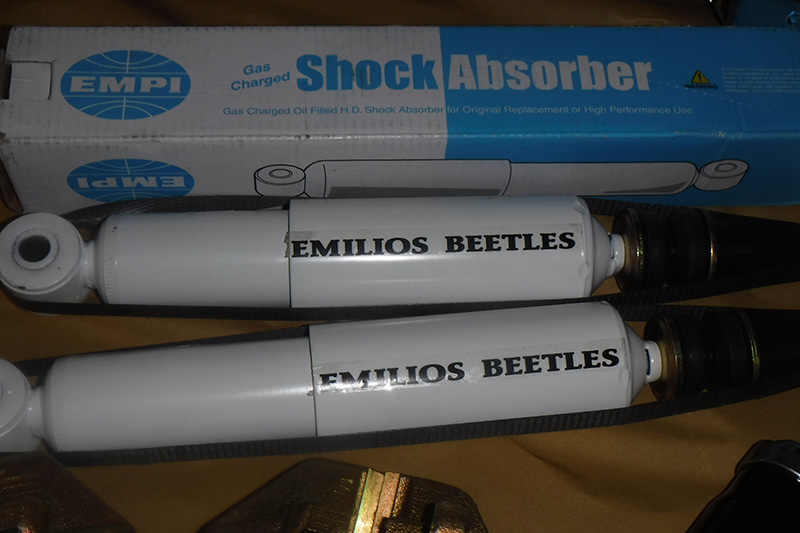 EMPI
Gas
Charged
Shock Absorber
Gas Charged Oil Filled H.D. Shock Absorber for Original Replacement or High Performance Use
EMPI
EMILIOS BEETLES
EMILIOS BEETLES